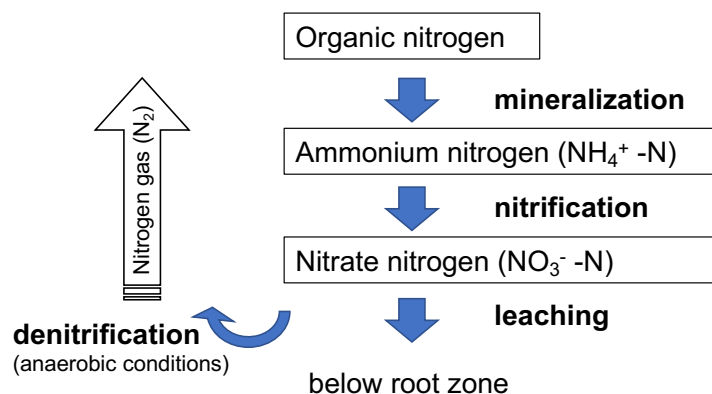 Organic nitrogen
mineralization
Ammonium nitrogen (NH₄⁺ -N)
nitrification
Nitrate nitrogen (NO₃⁻ -N)
leaching
below root zone
denitrification
(anaerobic conditions)
Nitrogen gas (N₂)